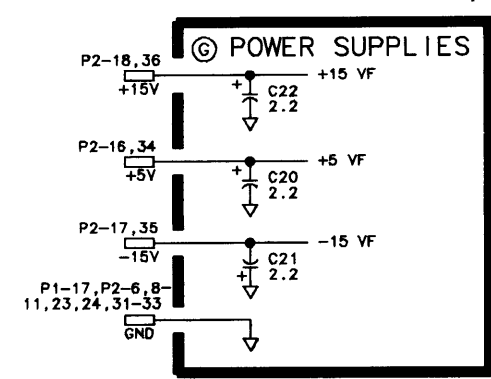 Ⓖ POWER SUPPLIES
P2-18,36
+15V
+15 VF
+
C22
2.2
P2-16,34
+5V
+5 VF
+
C20
2.2
P2-17,35
-15V
-15 VF
C21
+
2.2
P1-17,P2-6,8-
11,23,24,31-33
GND